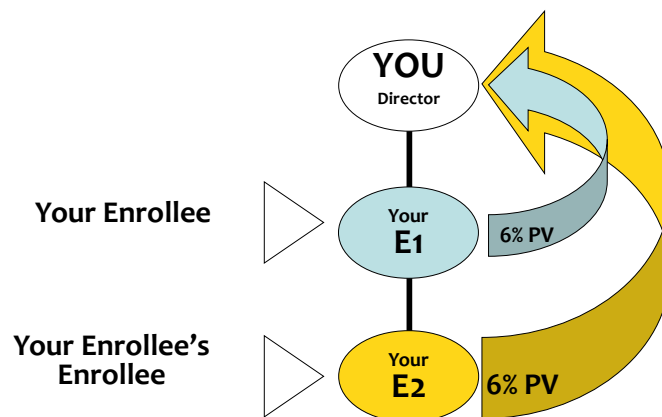 YOU
Director
Your Enrollee
Your
E1
6% PV
Your Enrollee's
Enrollee
Your
E2
6% PV